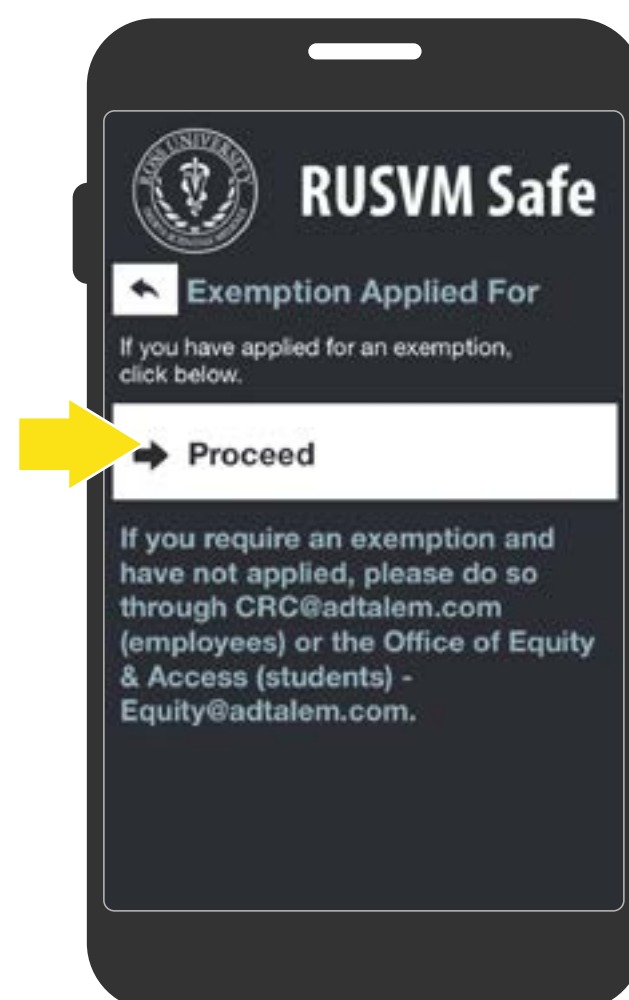 ROSS UNIVERSITY
RUSVM Safe
Exemption Applied For
If you have applied for an exemption,
click below.
Proceed
If you require an exemption and
have not applied, please do so
through CRC@adtalem.com
(employees) or the Office of Equity
& Access (students) -
Equity@adtalem.com.